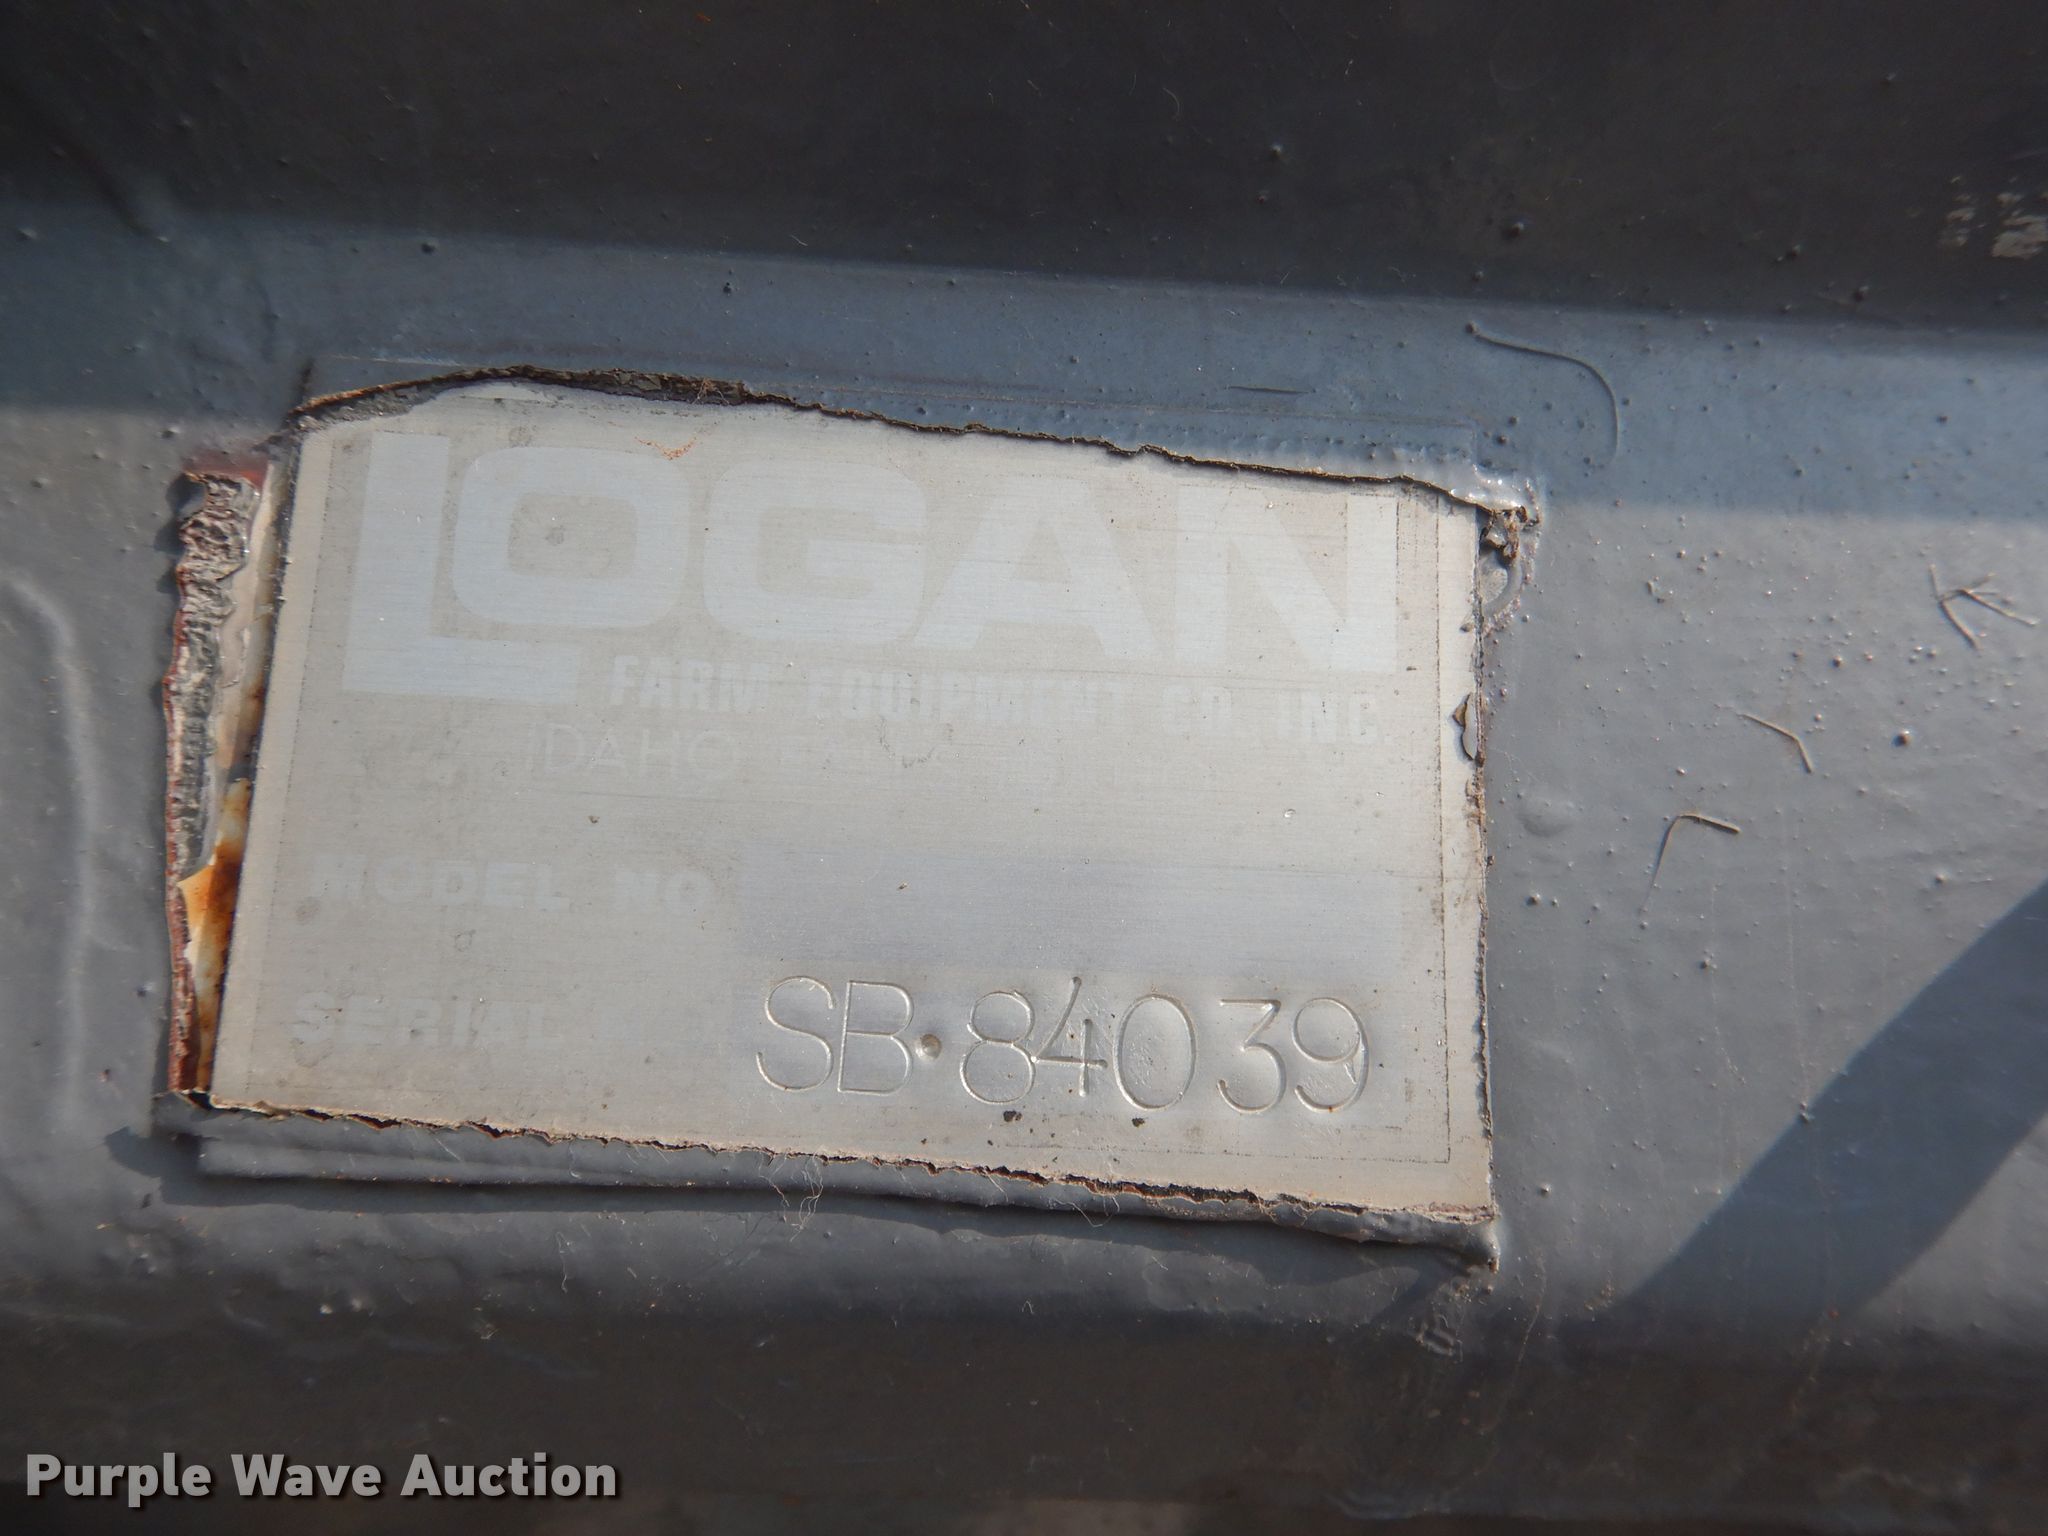 LOGAN
FARM EQUIPMENT CO. INC.
IDAHO
MODEL NO
SERIAL SB·84039
Purple Wave Auction